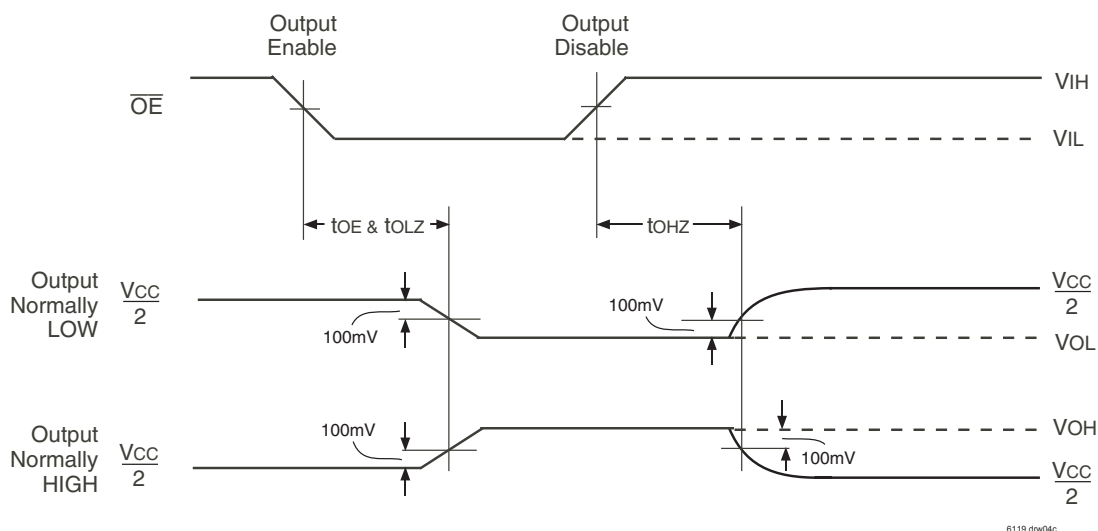 Output
Enable
Output
Disable
OE
VIH
VIL
tOE & tOLZ
tOHZ
Output
Normally
LOW
VCC
2
100mV
100mV
VCC
2
VOL
Output
Normally
HIGH
VCC
2
100mV
100mV
VOH
VCC
2
6119 drw04c